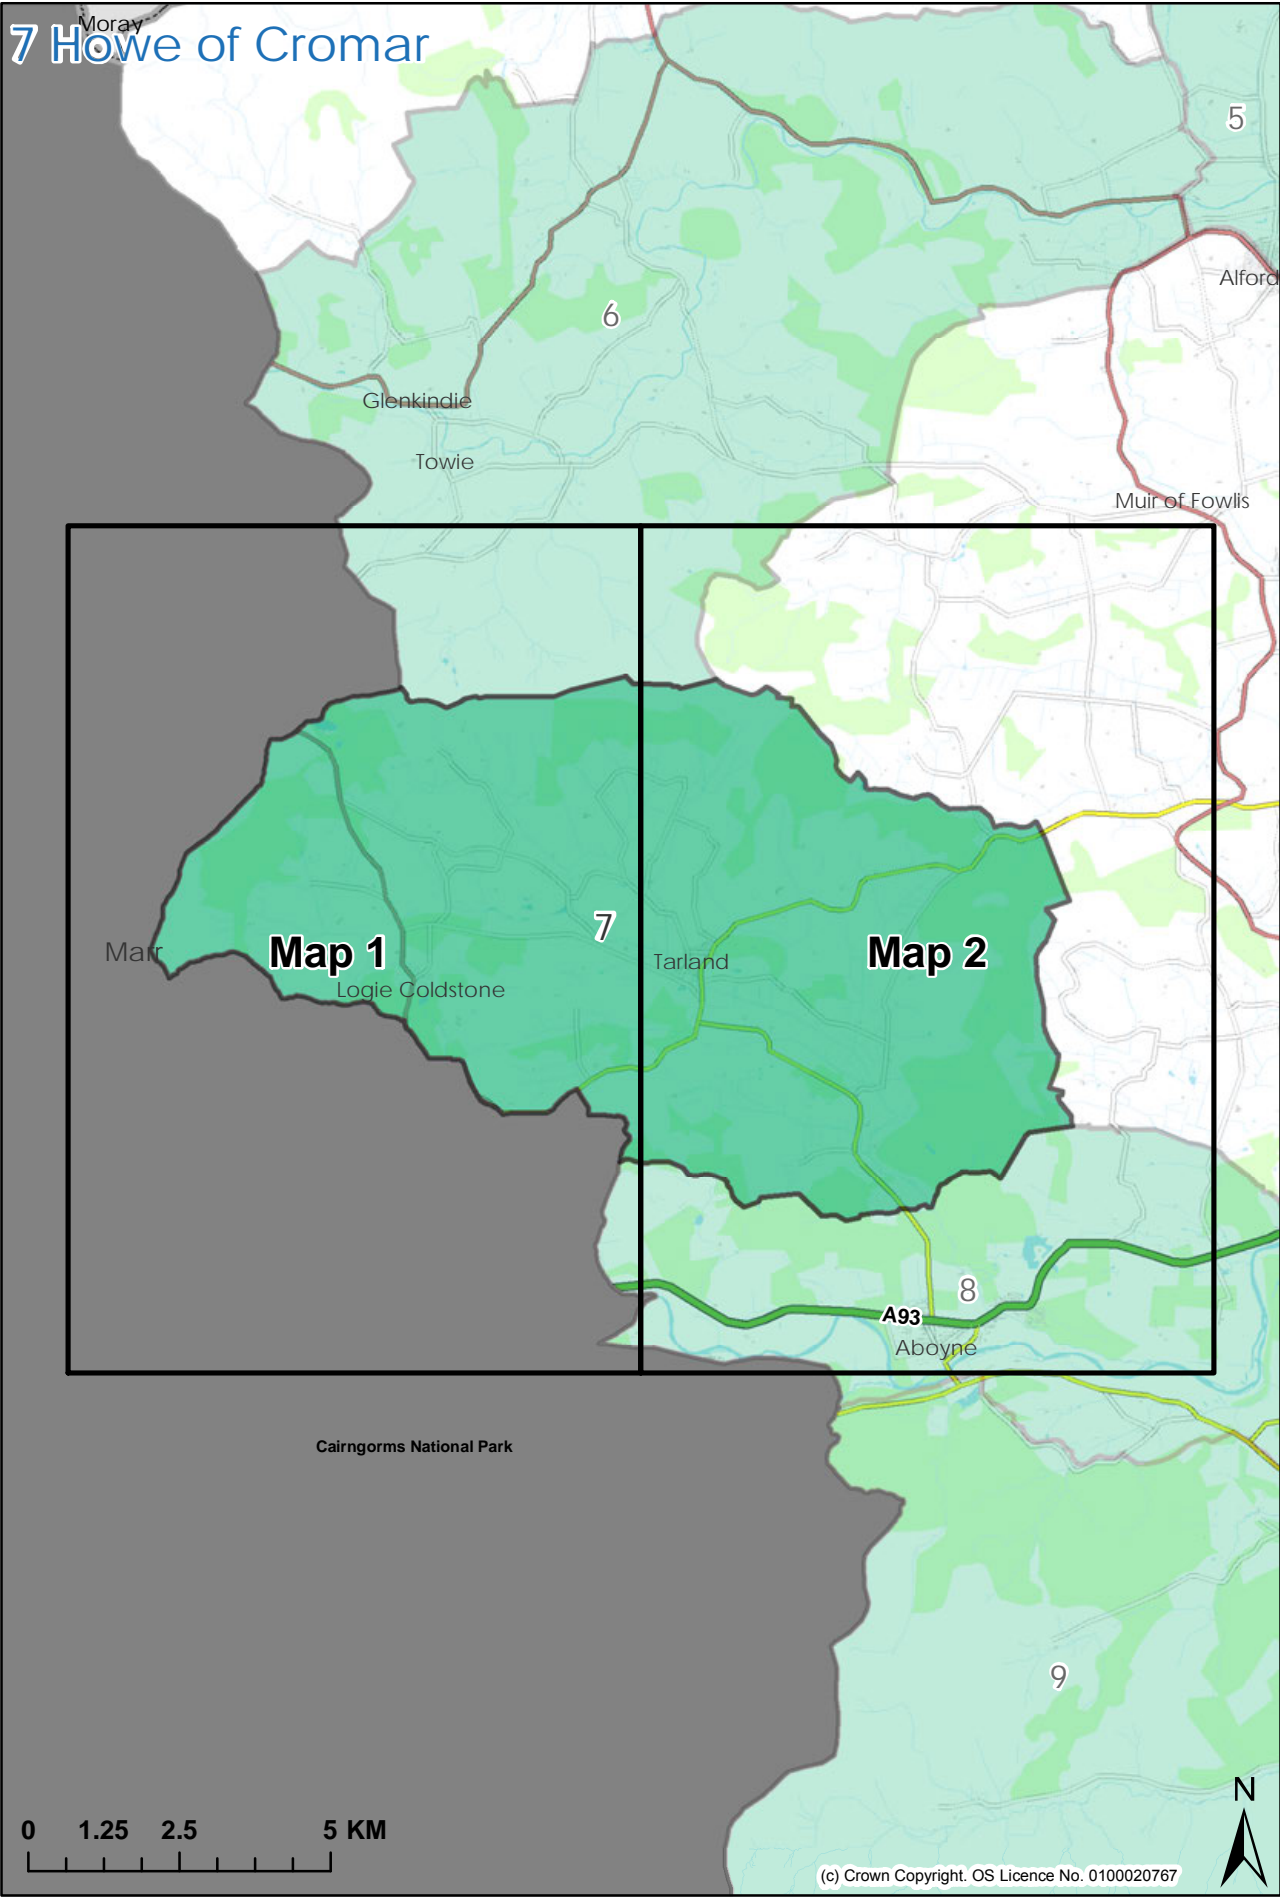 Moray
7 Howe of Cromar
5
Alford
6
Glenkindie
Towie
Muir of Fowlis
7
Marr
Map 1
Tarland
Map 2
Logie Coldstone
8
A93
Aboyne
Cairngorms National Park
9
N
0 1.25 2.5 5 KM
(c) Crown Copyright. OS Licence No. 0100020767